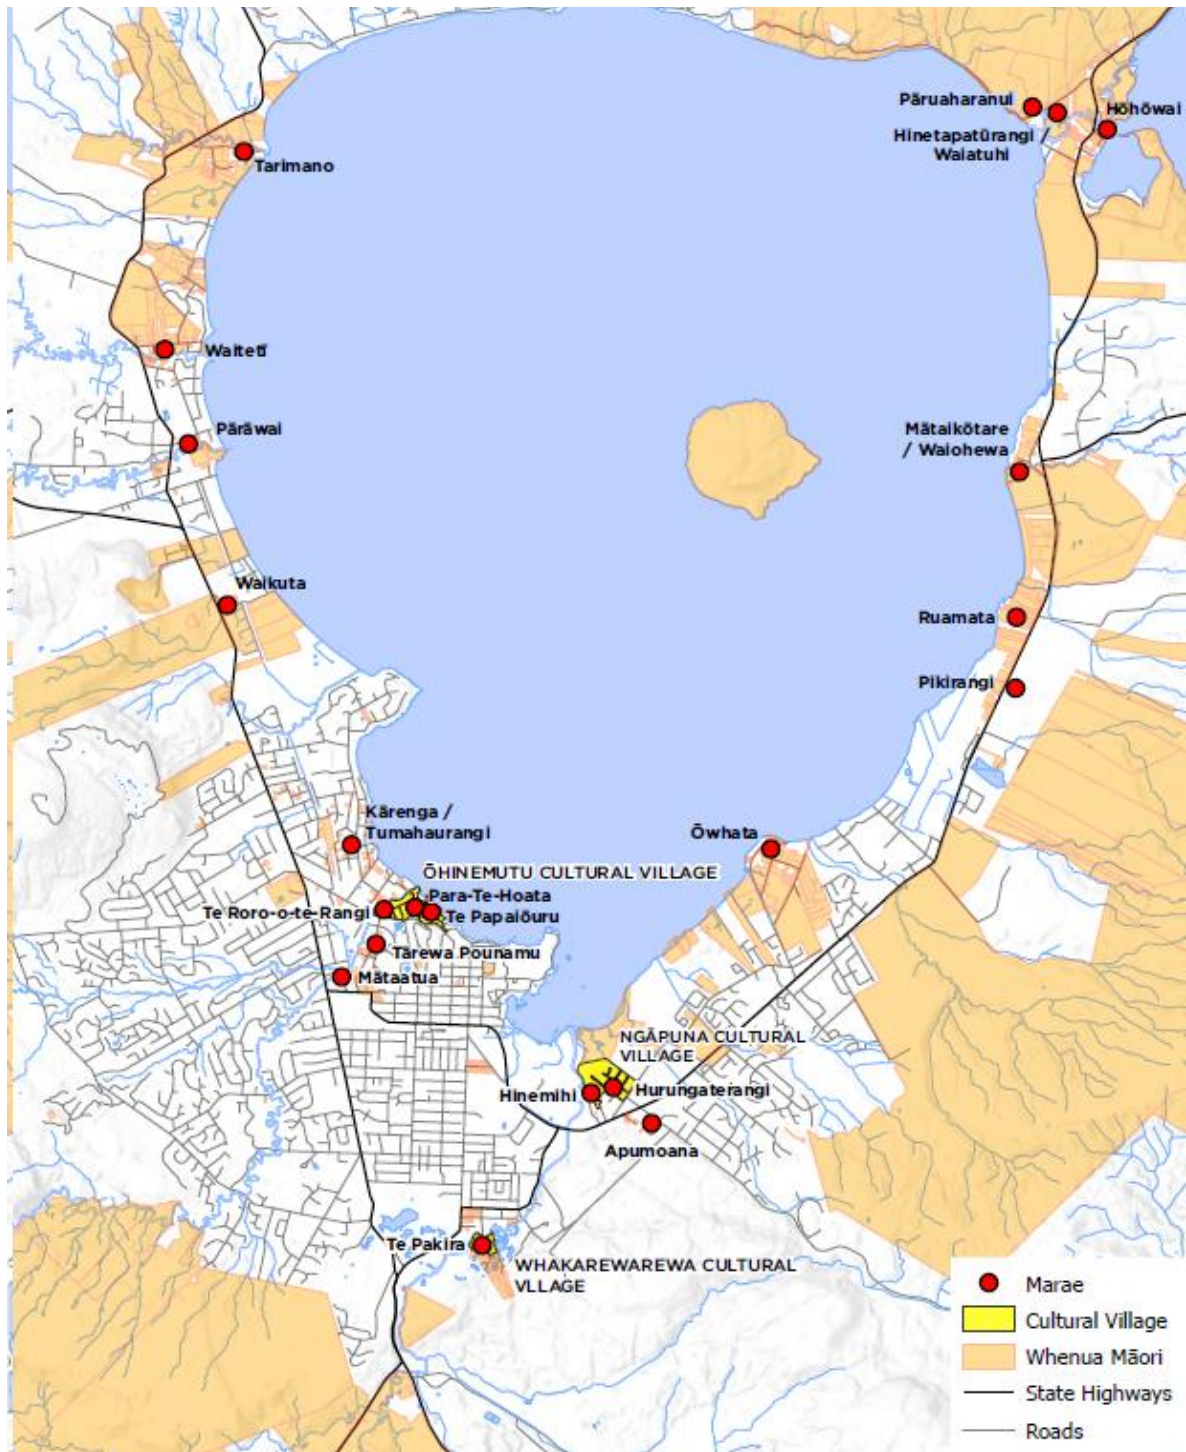 Pāruaharanui
Hōhōwai
Hinetapatūrangi /
Waiatuhi
Tarimano
Waitetī
Pārāwai
Mātaikōtare
/ Waiohewa
Waikuta
Ruamata
Pikirangi
Kārenga /
Tumahaurangi
Ōwhata
ŌHINEMUTU CULTURAL VILLAGE
Para-Te-Hoata
Te Roro-o-te-Rangi
Te Papaiōuru
Tarewa Pounamu
Mātaatua
NGĀPUNA CULTURAL
VILLAGE
Hinemihi
Hurungaterangi
Apumoana
Te Pakira
WHAKAREWAREWA CULTURAL
VLLAGE
Marae
Cultural Village
Whenua Māori
State Highways
Roads